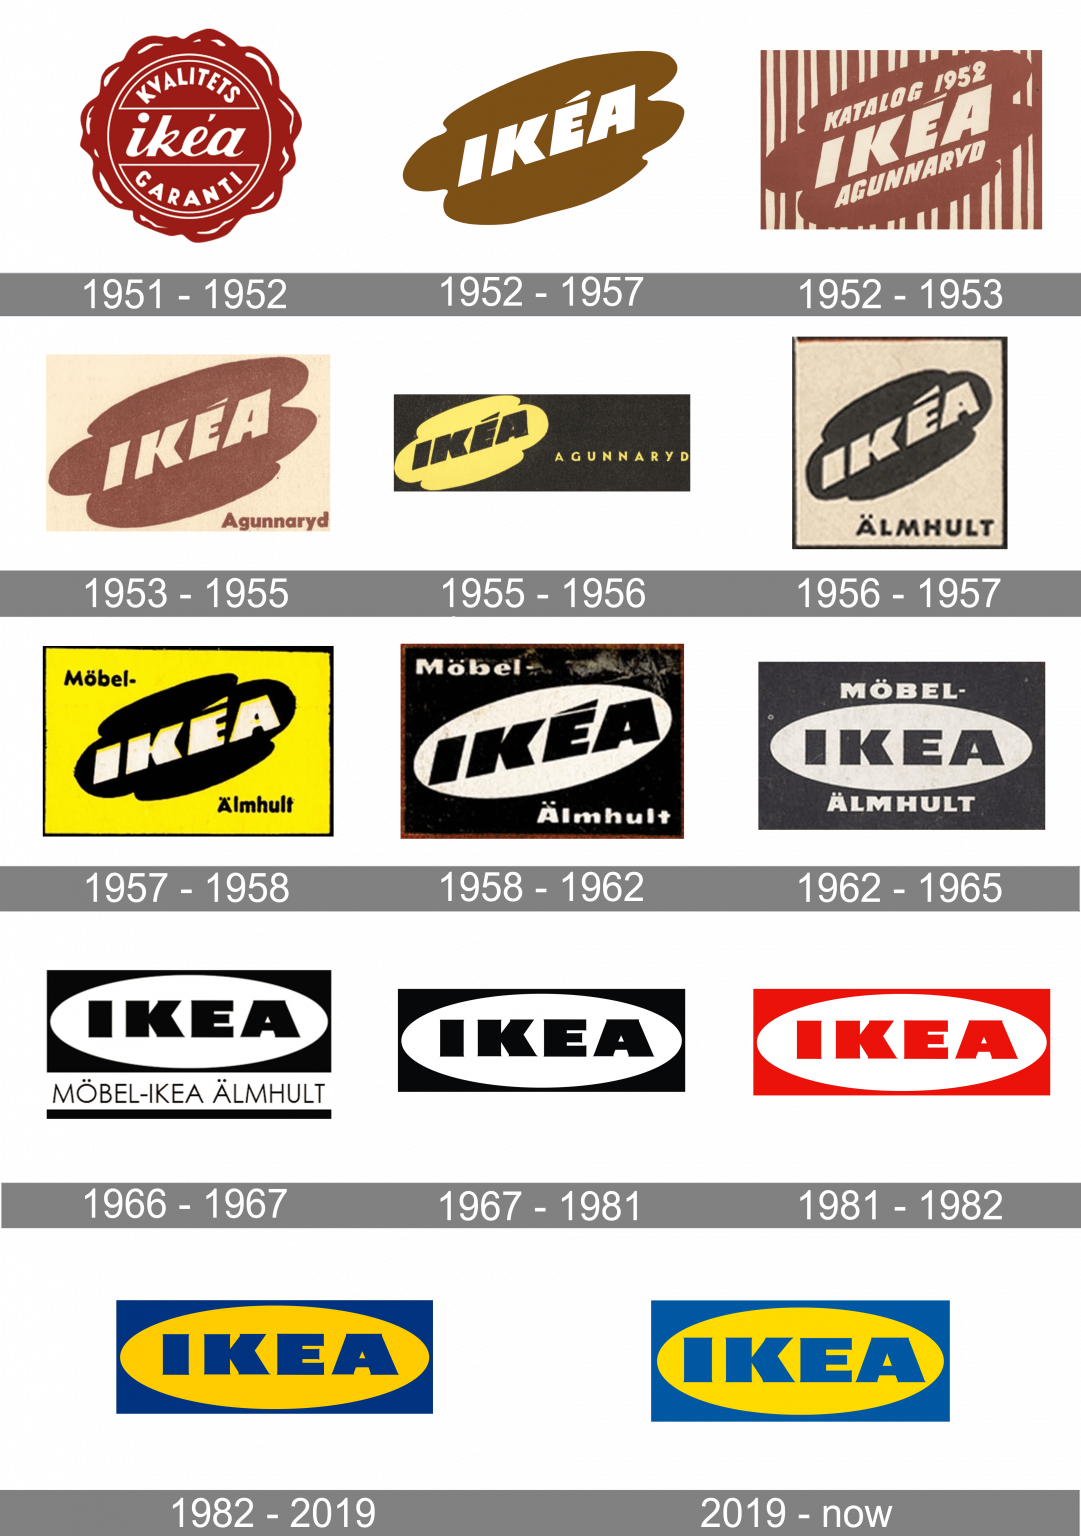 KVALITETS
ikéa
GARANTI
IKÉA
KATALOG 1952
IKÉA
AGUNNARYD
1951 - 1952
1952 - 1957
1952 - 1953
IKÉA
Agunnaryd
IKÉA
AGUNNARYD
IKÉA
ÄLMHULT
1953 - 1955
1955 - 1956
1956 - 1957
Möbel-
IKÉA
Älmhult
Möbel-
IKÉA
Älmhult
MÖBEL-
IKEA
ÄLMHULT
1957 - 1958
1958 - 1962
1962 - 1965
IKEA
MÖBEL-IKEA ÄLMHULT
IKEA
IKEA
1966 - 1967
1967 - 1981
1981 - 1982
IKEA
IKEA
1982 - 2019
2019 - now